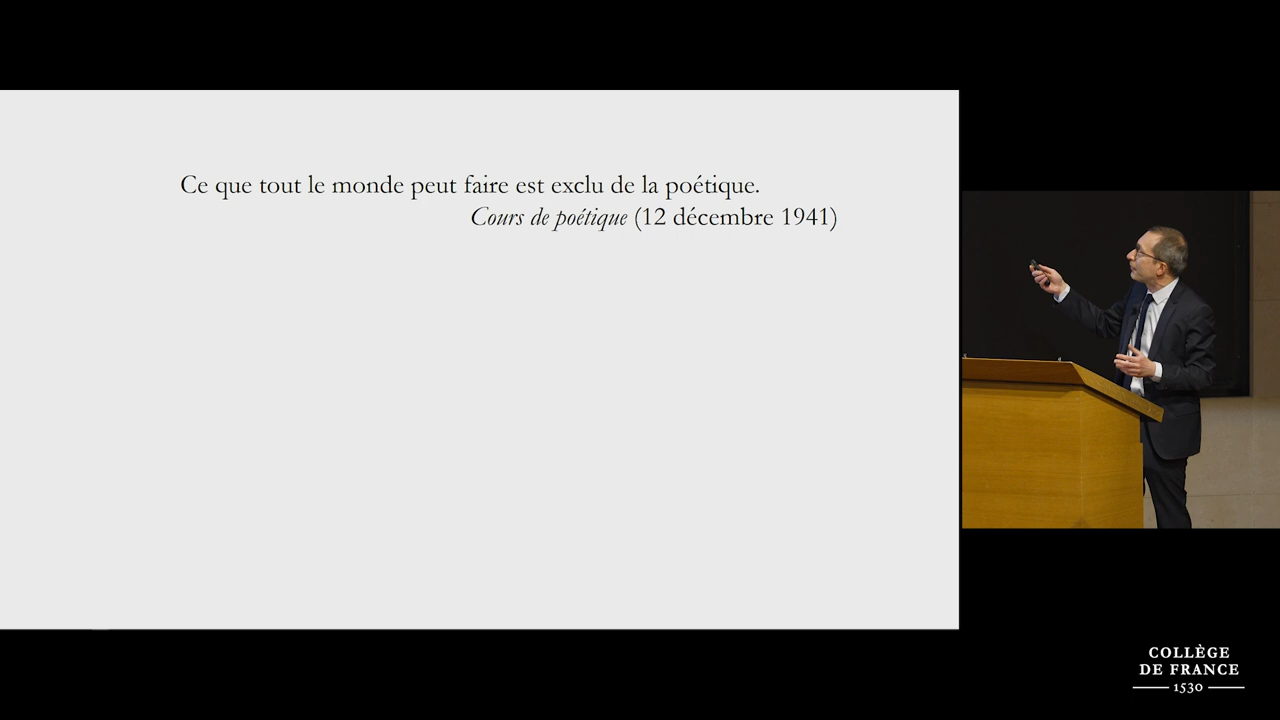 Ce que tout le monde peut faire est exclu de la poétique.
Cours de poétique (12 décembre 1941)
COLLÈGE
DE FRANCE
1530